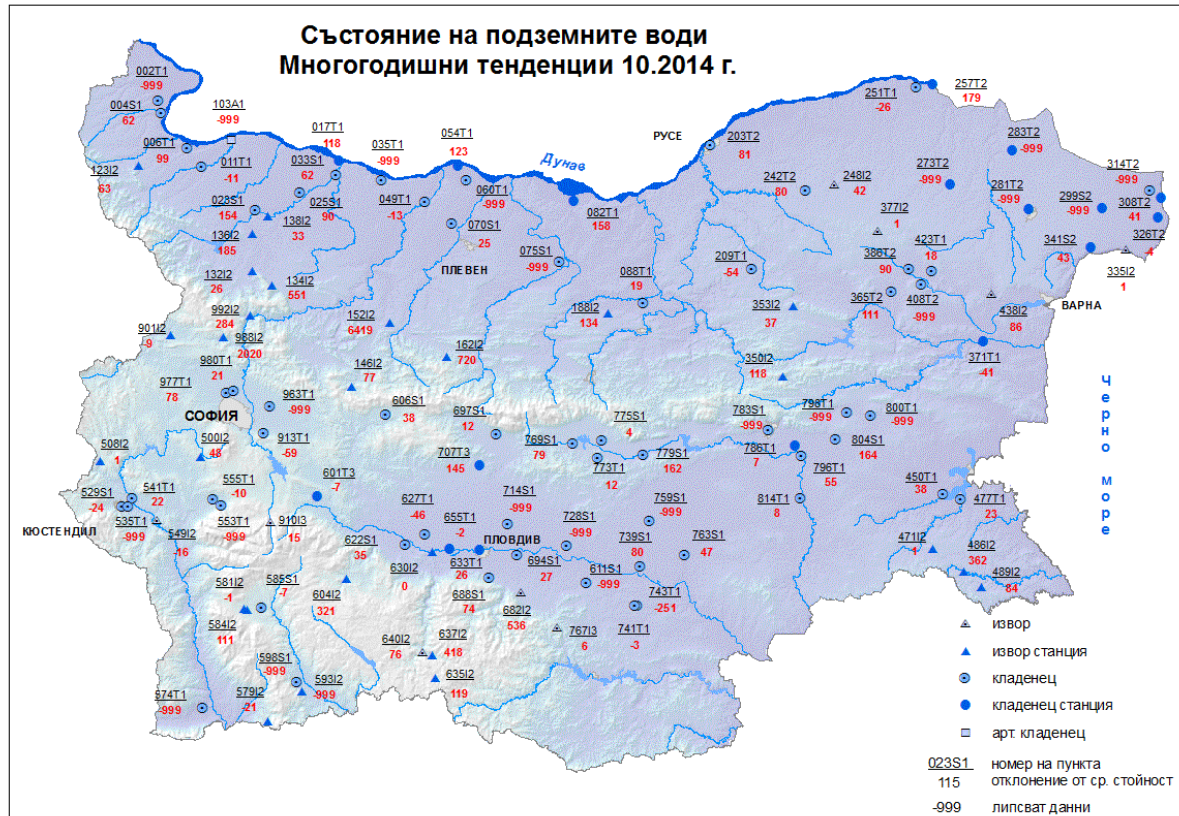 Състояние на подземните води
Многогодишни тенденции 10.2014 г.
002T1
-999
004S1
62
103A1
-999
006T1
99
011T1
-11
123I2
63
017T1
118
033S1
62
035T1
-999
054T1
123
Дунав
РУСЕ
203T2
81
251T1
-26
257T2
179
283T2
-999
314T2
-999
242T2
80
248I2
42
273T2
-999
281T2
-999
299S2
-999
308T2
41
326T2
4
335I2
1
341S2
43
377I2
1
386T2
90
423T1
18
365T2
111
408T2
-999
438I2
86
ВАРНА
371T1
-41
154
025S1
90
138I2
33
136I2
185
049T1
-13
060T1
-999
070S1
25
ПЛЕВЕН
075S1
-999
082T1
158
088T1
19
209T1
-54
353I2
37
350I2
118
132I2
26
134I2
551
992I2
284
901I2
-9
988I2
2020
152I2
6419
162I2
720
188I2
134
146I2
77
980T1
21
977T1
78
СОФИЯ
963T1
-999
913T1
-69
606S1
38
697S1
12
775S1
4
769S1
79
773T1
12
779S1
162
783S1
-999
798T1
-999
800T1
-999
786T1
7
804S1
164
796T1
55
508I2
1
500I2
48
529S1
-24
541T1
22
555T1
-10
553T1
-999
535T1
-999
КЮСТЕНДИЛ
549I2
-16
910I3
15
601T3
-7
707T3
145
627T1
-46
714S1
-999
655T1
-2
ПЛОВДИВ
728S1
-999
759S1
-999
739S1
80
763S1
47
814T1
8
450T1
38
477T1
23
471I2
1
486I2
362
489I2
84
622S1
35
630I2
0
633T1
26
694S1
27
688S1
74
611S1
-999
743T1
-251
741T1
-3
682I2
536
767I3
6
581I2
-1
585S1
-7
604I2
321
584I2
111
640I2
76
637I2
418
635I2
119
598S1
-999
593I2
-999
579I2
-21
974T1
-999
Черно море
извор
извор станция
кладенец
кладенец станция
арт. кладенец
023S1 номер на пункта
115 отклонение от ср. стойност
-999 липсват данни